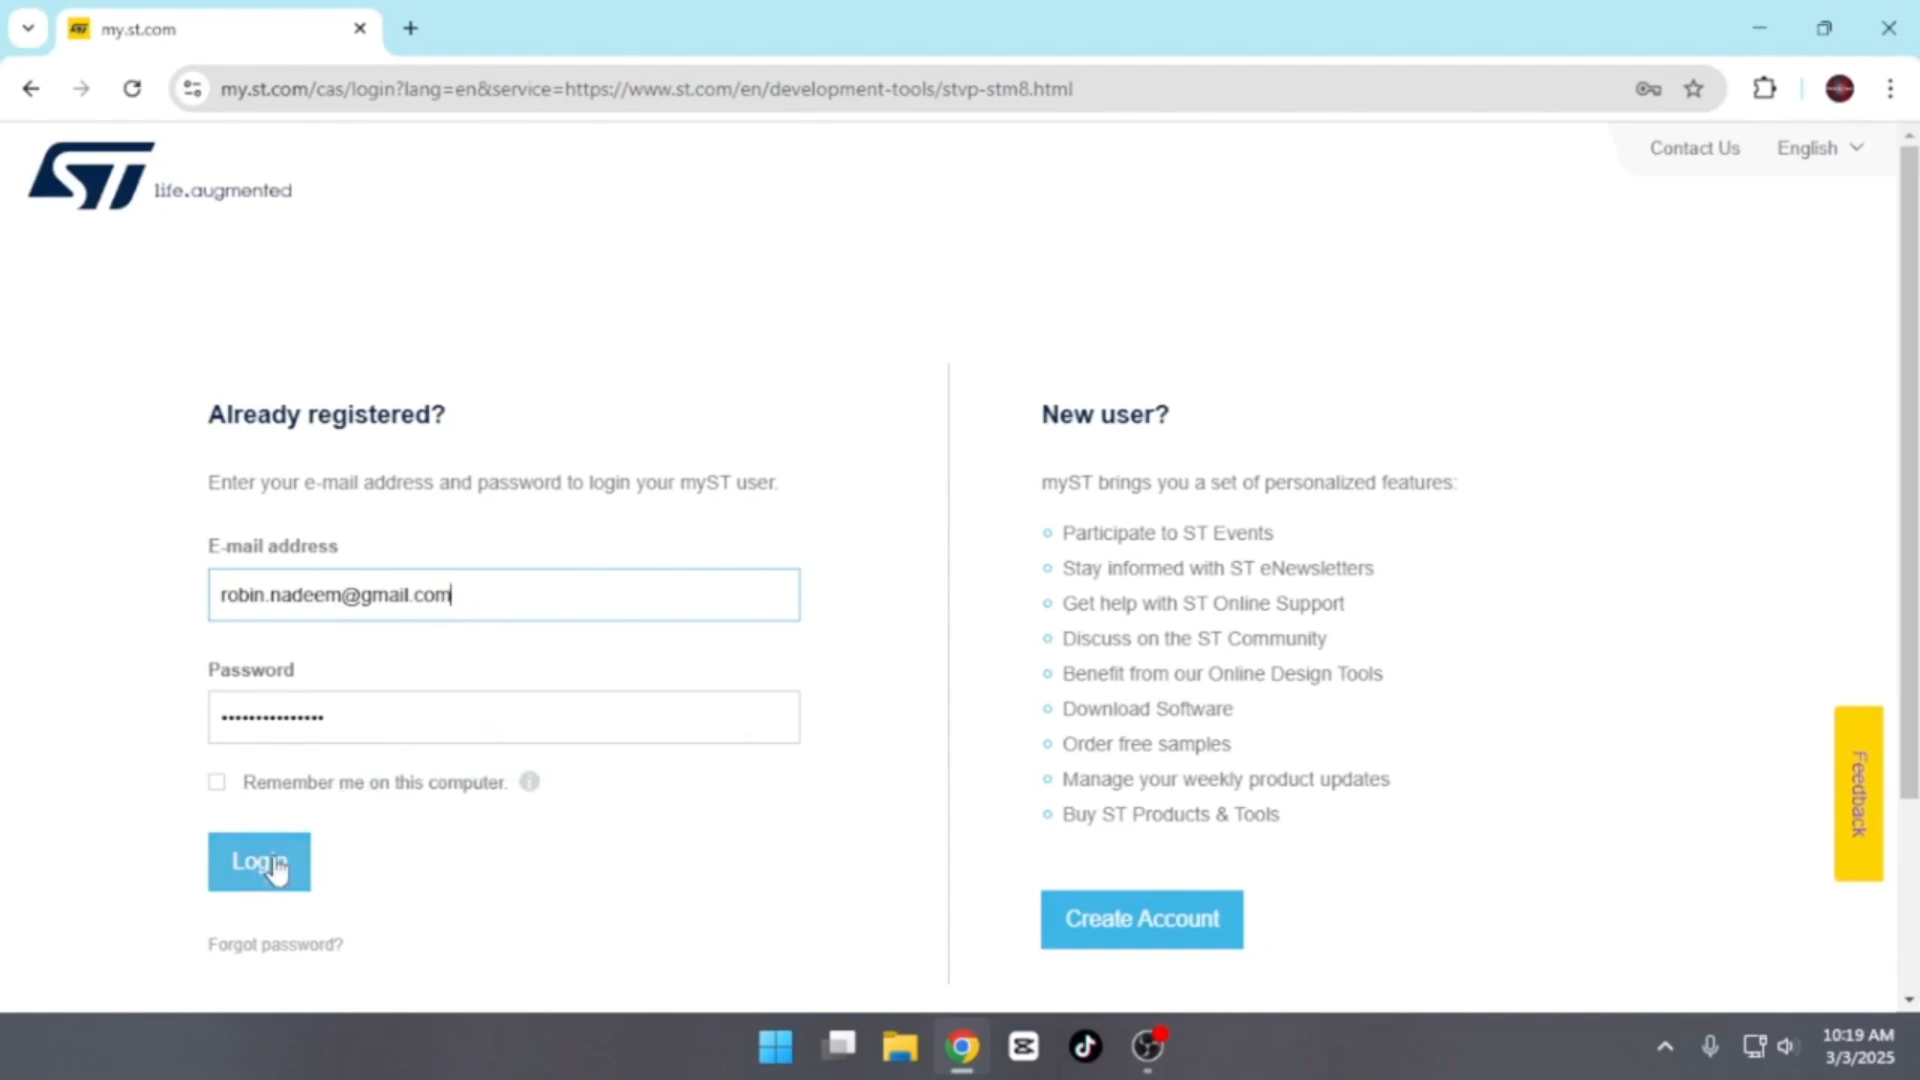 my.st.com
my.st.com/cas/login?lang=en&service=https://www.st.com/en/development-tools/stvp-stm8.html
ST life.augmented
Contact Us English
Already registered?
Enter your e-mail address and password to login your myST user.
E-mail address
robin.nadeem@gmail.com
Password
•••••••••••••••
Remember me on this computer.
Login
Forgot password?
New user?
myST brings you a set of personalized features:
Participate to ST Events
Stay informed with ST eNewsletters
Get help with ST Online Support
Discuss on the ST Community
Benefit from our Online Design Tools
Download Software
Order free samples
Manage your weekly product updates
Buy ST Products & Tools
Create Account
Feedback
10:19 AM
3/3/2025